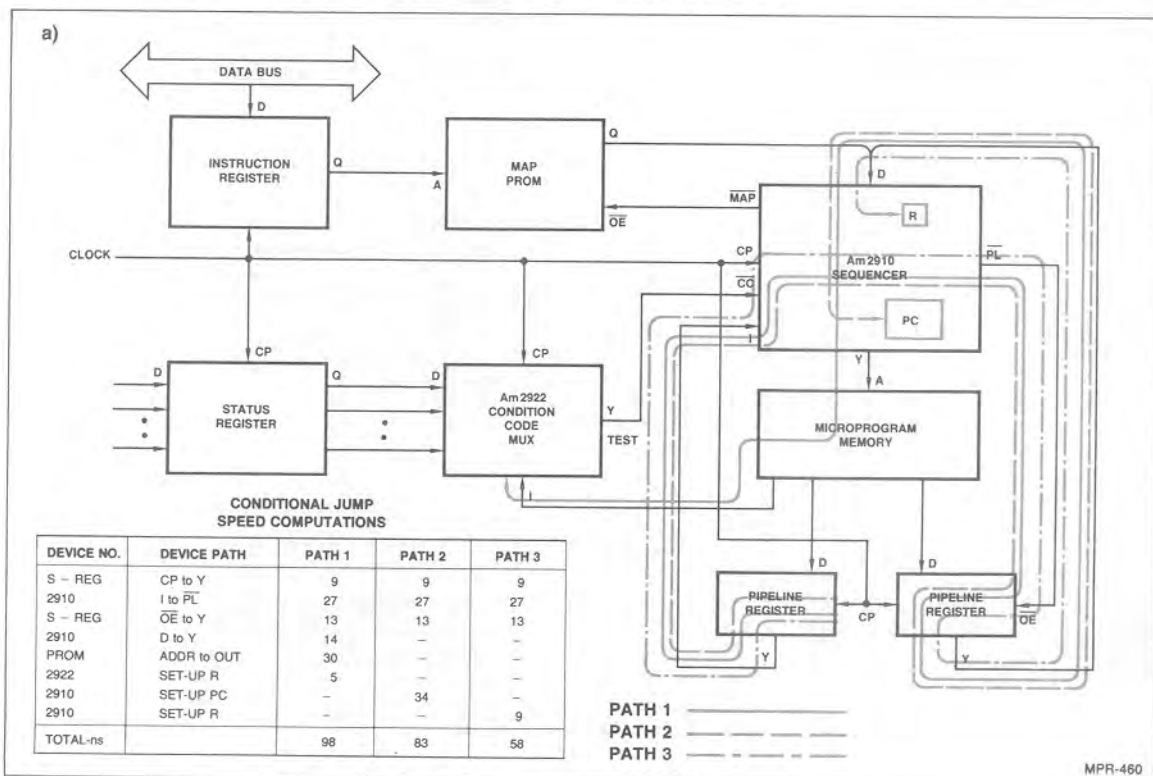 a)
DATA BUS
D
INSTRUCTION
REGISTER
Q
A
MAP
PROM
Q
OE
D
MAP
R
CLOCK
CP
Am2910
SEQUENCER
PL
CC
PC
I
Y
A
MICROPROGRAM
MEMORY
CP
D
STATUS
REGISTER
Q
D
CP
Am2922
CONDITION
CODE
MUX
Y
TEST
I
D
D
PIPELINE
REGISTER
CP
PIPELINE
REGISTER
OE
Y
Y
CONDITIONAL JUMP
SPEED COMPUTATIONS
DEVICE NO. DEVICE PATH PATH 1 PATH 2 PATH 3
S – REG CP to Y 9 9 9
2910 I to PL 27 27 27
S – REG OE to Y 13 13 13
2910 D to Y 14 – –
PROM ADDR to OUT 30 – –
2922 SET-UP R 5 – –
2910 SET-UP PC – 34 –
2910 SET-UP R – – 9
TOTAL-ns 98 83 58
PATH 1
PATH 2
PATH 3
MPR-460